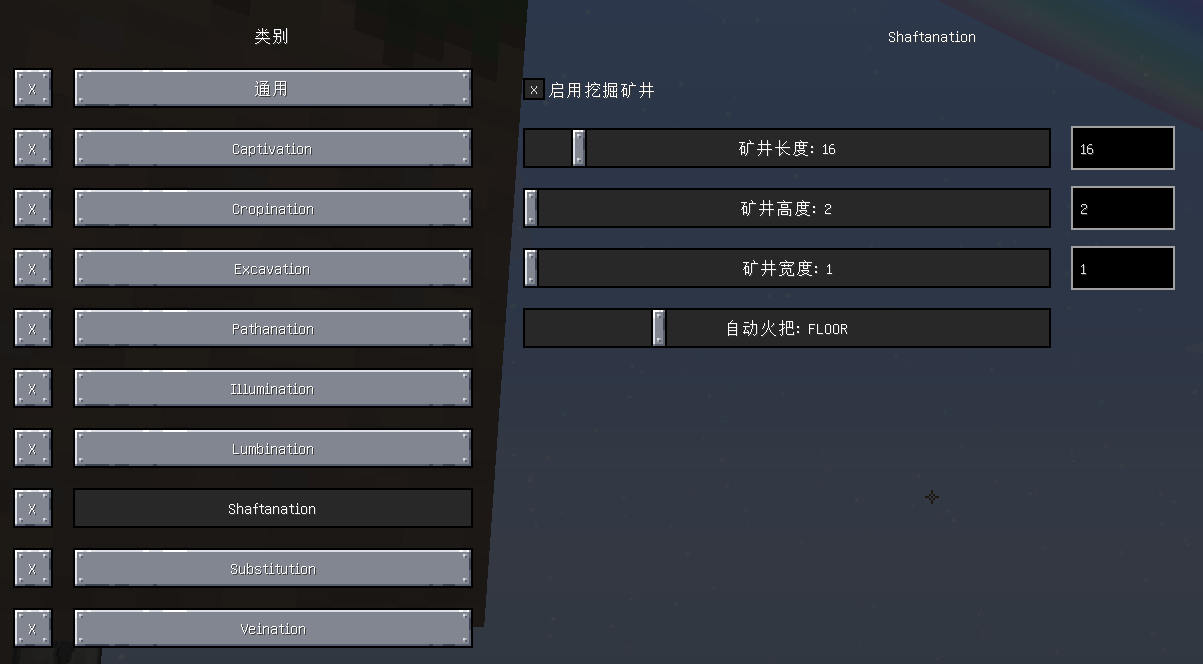 类别
X 通用
X Captivation
X Cropination
X Excavation
X Pathanation
X Illumination
X Lumbination
X Shaftanation
X Substitution
X Veination
Shaftanation
X 启用挖掘矿井
矿井长度: 16 16
矿井高度: 2 2
矿井宽度: 1 1
自动火把: FLOOR